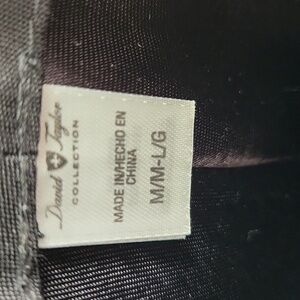 David Taylor
COLLECTION
MADE IN/HECHO EN
CHINA
M/M-L/G